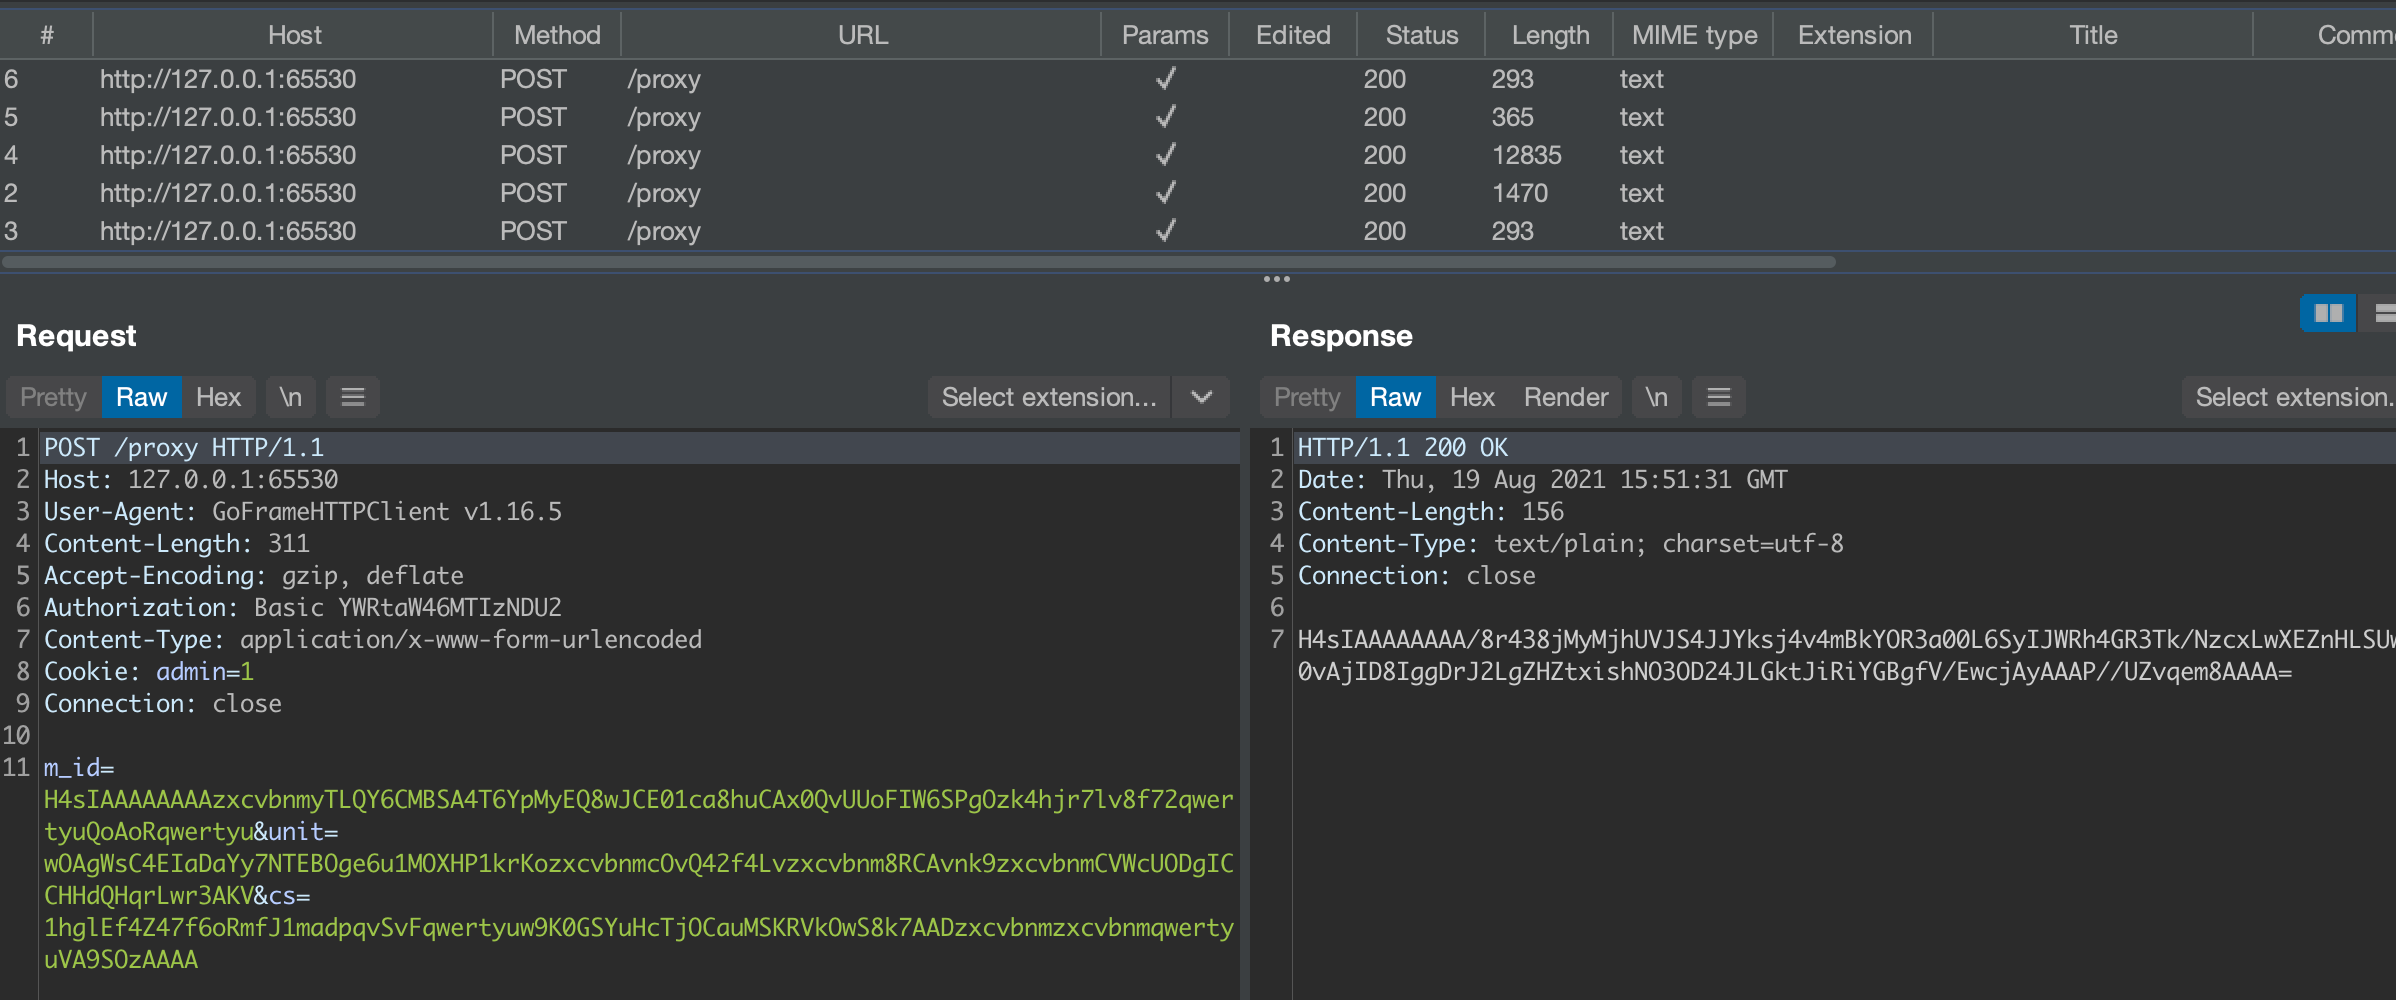 # Host Method URL Params Edited Status Length MIME type Extension Title Comme
6 http://127.0.0.1:65530 POST /proxy ✓ 200 293 text
5 http://127.0.0.1:65530 POST /proxy ✓ 200 365 text
4 http://127.0.0.1:65530 POST /proxy ✓ 200 12835 text
2 http://127.0.0.1:65530 POST /proxy ✓ 200 1470 text
3 http://127.0.0.1:65530 POST /proxy ✓ 200 293 text
Request
Pretty Raw Hex \n Select extension...
1 POST /proxy HTTP/1.1
2 Host: 127.0.0.1:65530
3 User-Agent: GoFrameHTTPClient v1.16.5
4 Content-Length: 311
5 Accept-Encoding: gzip, deflate
6 Authorization: Basic YWRtaW46MTIzNDU2
7 Content-Type: application/x-www-form-urlencoded
8 Cookie: admin=1
9 Connection: close
10
11 m_id=
H4sIAAAAAAAAzxcvbnmyTLQY6CMBSA4T6YpMyEQ8wJCE01ca8huCAx0QvUUoFIW6SPgOzk4hjr7lv8f72qwer
tyuQoAoRqwertyu&unit=
wOAgWsC4EIaDaYy7NTEBOge6u1MOXHP1krKozxcvbnmcOvQ42f4Lvzxcvbnm8RCAvnk9zxcvbnmCVWcUODgIC
CHHdQHqrLwr3AKV&cs=
1hglEf4Z47f6oRmfJ1madpqvSvFqwertyuw9K0GSYuHcTjOCauMSKRVkOwS8k7AADzxcvbnmzxcvbnmqwerty
uVA9SOzAAAA
Response
Pretty Raw Hex Render \n Select extension.
1 HTTP/1.1 200 OK
2 Date: Thu, 19 Aug 2021 15:51:31 GMT
3 Content-Length: 156
4 Content-Type: text/plain; charset=utf-8
5 Connection: close
6
7 H4sIAAAAAAAA/8r438jMyMjhUVJS4JJYksj4v4mBkYOR3a00L6SyIJWRh4GR3Tk/NzcxLwXEZnHLSUw
0vAjID8IggDrJ2LgZHZtxishNO3OD24JLGktJiRiYGBgfV/EwcjAyAAAP//UZvqem8AAAA=